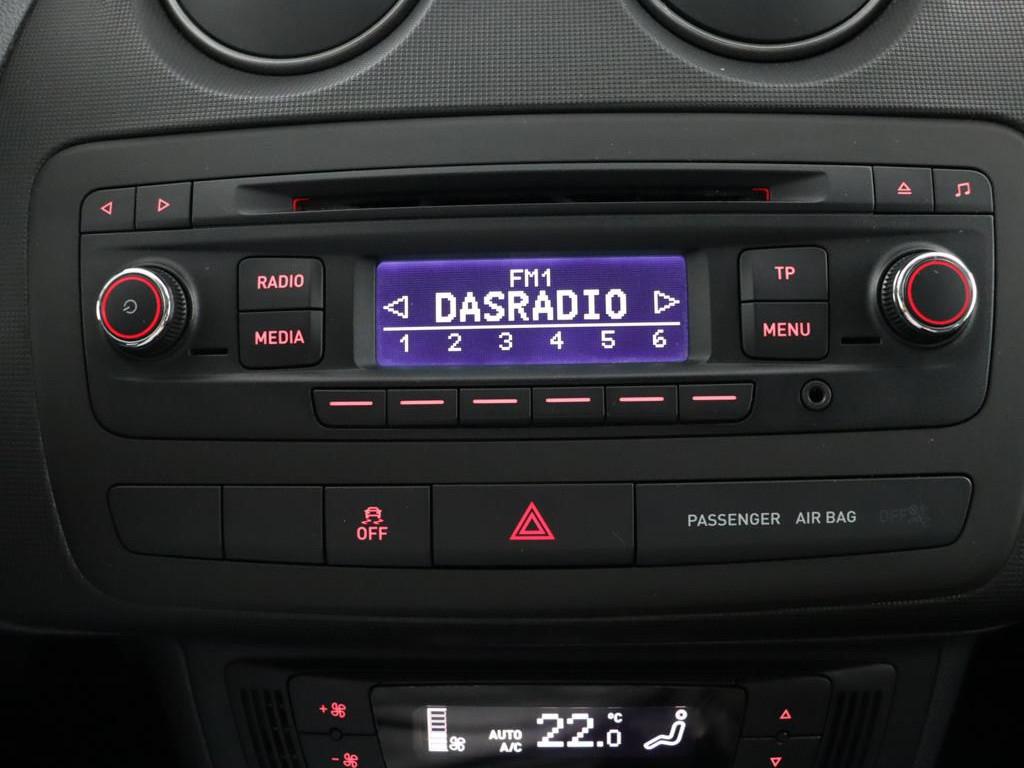 FM1
RADIO
DASRADIO
TP
MEDIA
1 2 3 4 5 6
MENU
OFF
PASSENGER AIR BAG OFF
AUTO
A/C
22.0 °C